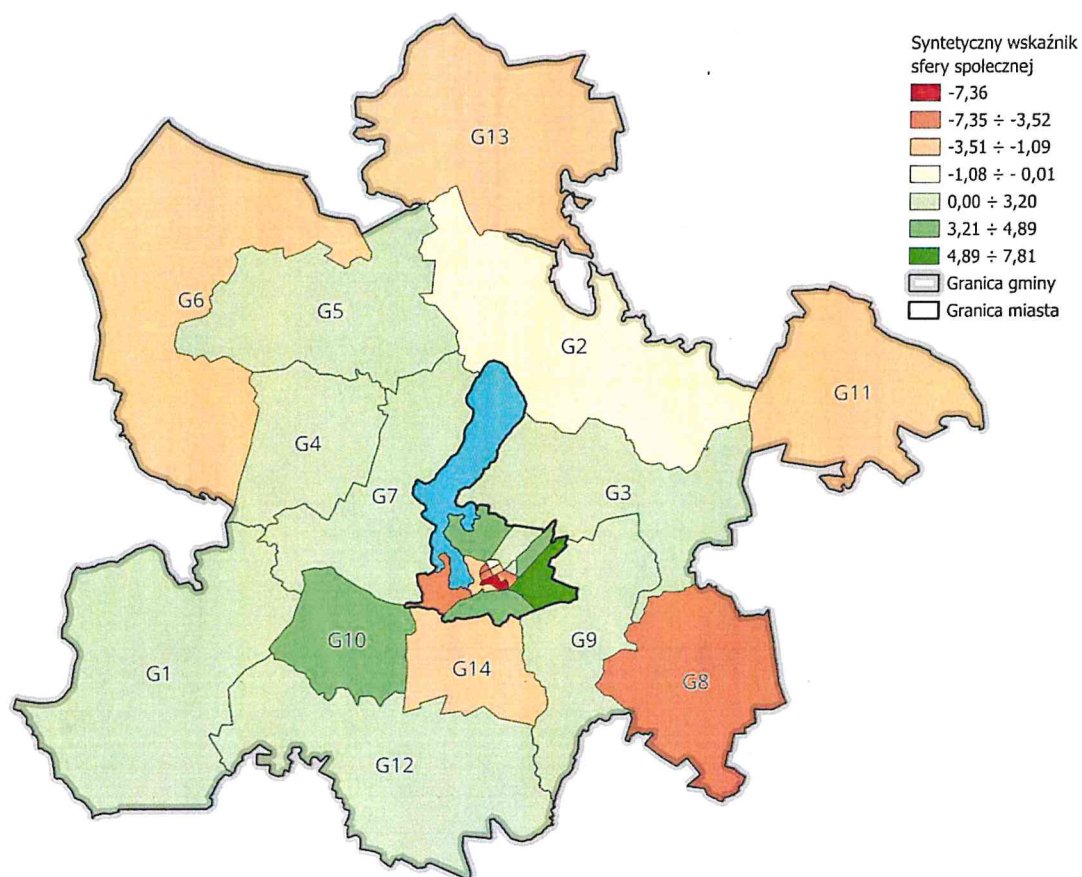 Syntetyczny wskaźnik
sfery społecznej
-7,36
-7,35 ÷ -3,52
-3,51 ÷ -1,09
-1,08 ÷ - 0,01
0,00 ÷ 3,20
3,21 ÷ 4,89
4,89 ÷ 7,81
Granica gminy
Granica miasta
G13
G6
G5
G2
G11
G4
G7
G3
G10
G9
G1
G14
G8
G12